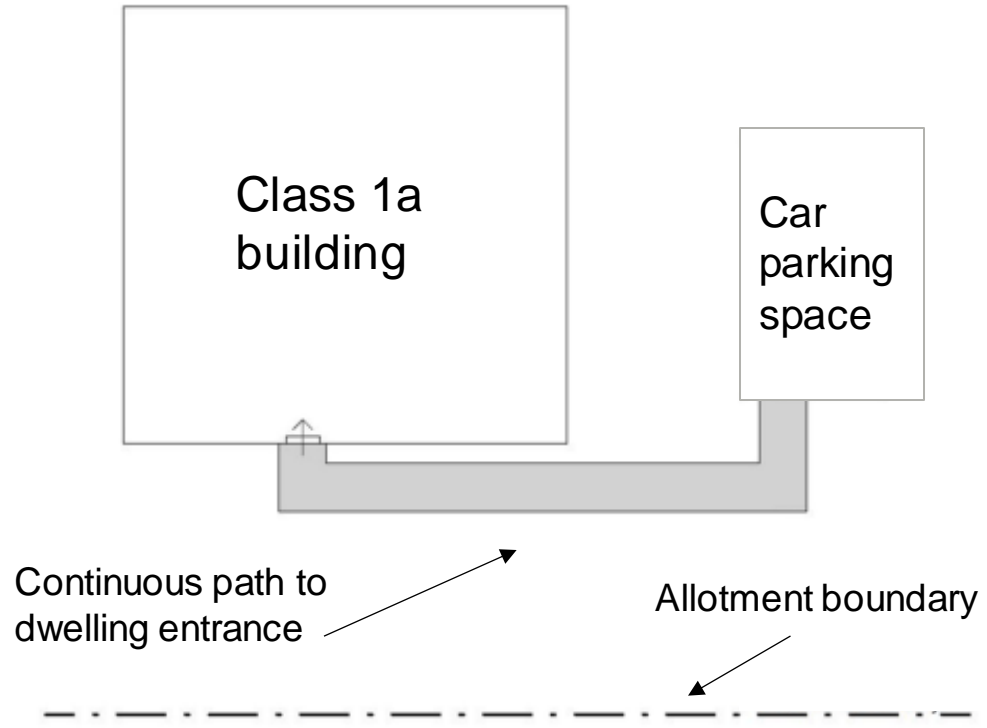 Class 1a
building
Car
parking
space
Continuous path to
dwelling entrance
Allotment boundary